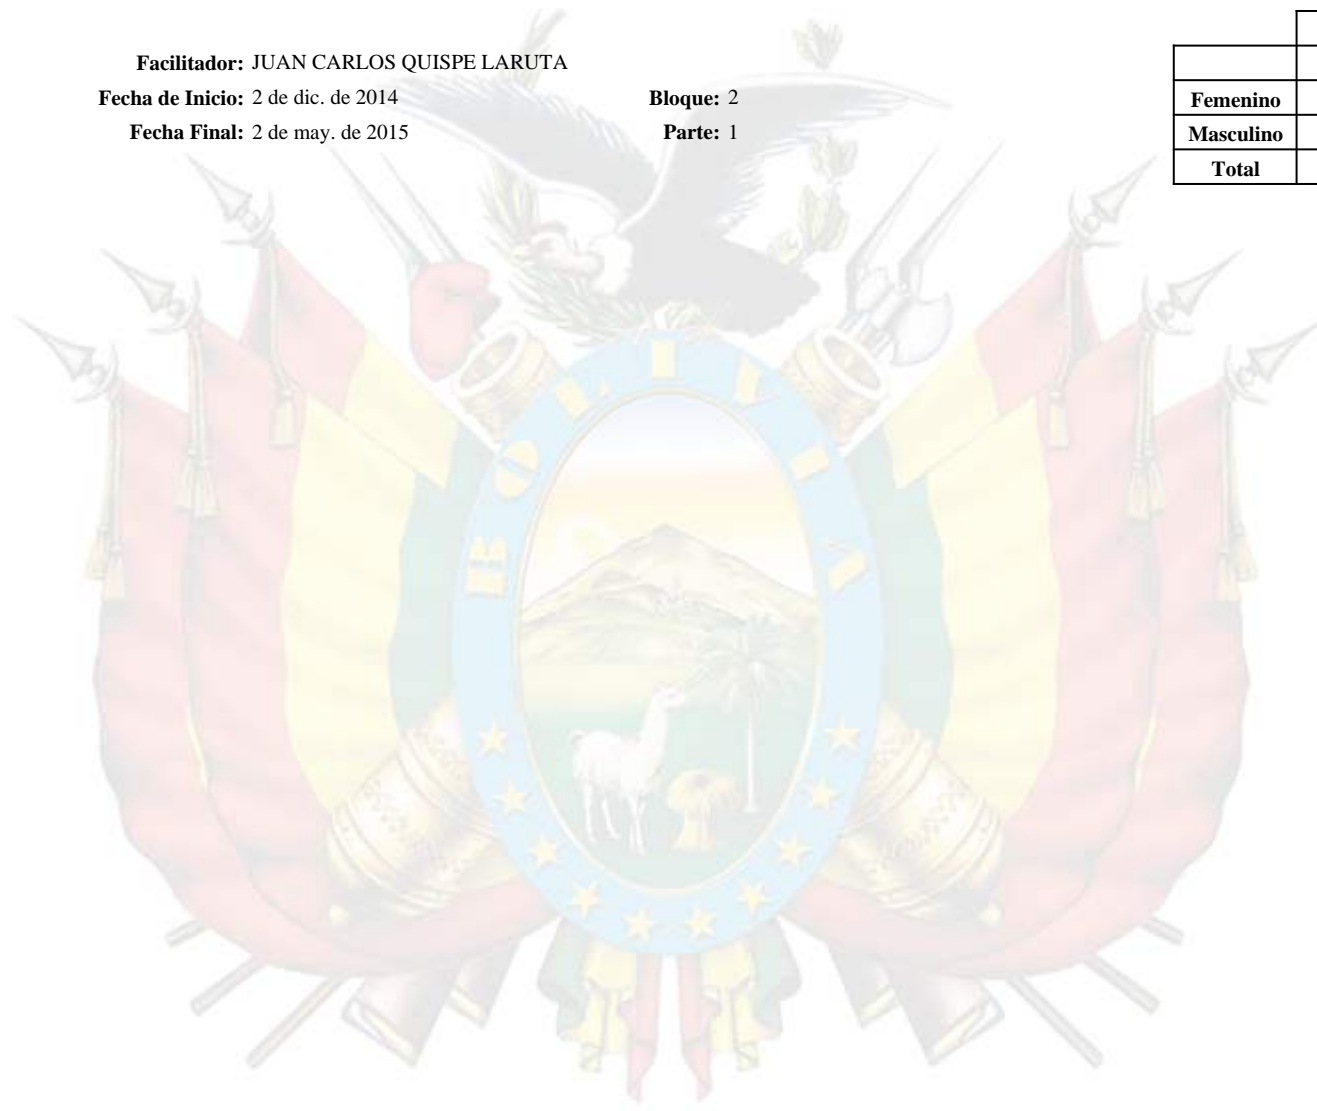 Facilitador: JUAN CARLOS QUISPE LARUTA
Fecha de Inicio: 2 de dic. de 2014 Bloque: 2
Fecha Final: 2 de may. de 2015 Parte: 1
Femenino
Masculino
Total
BOLIVIA